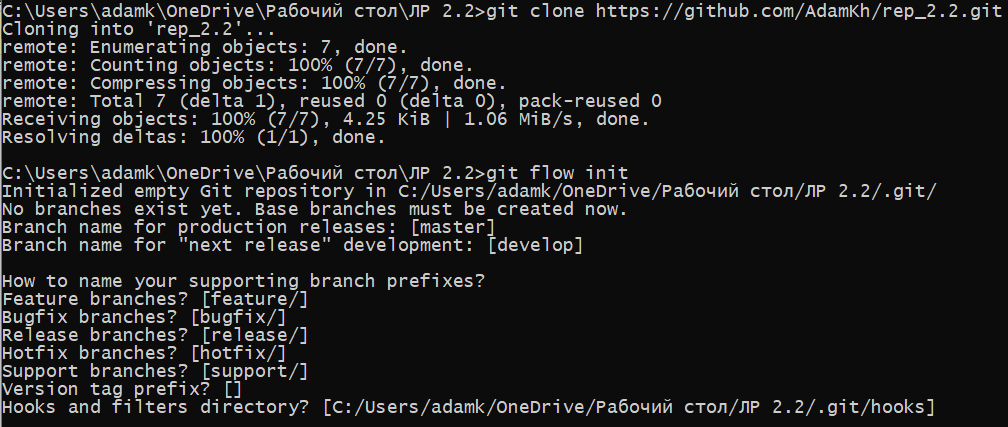 C:\Users\adamk\OneDrive\Рабочий стол\ЛР 2.2>git clone https://github.com/AdamKh/rep_2.2.git
Cloning into 'rep_2.2'...
remote: Enumerating objects: 7, done.
remote: Counting objects: 100% (7/7), done.
remote: Compressing objects: 100% (7/7), done.
remote: Total 7 (delta 1), reused 0 (delta 0), pack-reused 0
Receiving objects: 100% (7/7), 4.25 KiB | 1.06 MiB/s, done.
Resolving deltas: 100% (1/1), done.
C:\Users\adamk\OneDrive\Рабочий стол\ЛР 2.2>git flow init
Initialized empty Git repository in C:/Users/adamk/OneDrive/Рабочий стол/ЛР 2.2/.git/
No branches exist yet. Base branches must be created now.
Branch name for production releases: [master]
Branch name for "next release" development: [develop]
How to name your supporting branch prefixes?
Feature branches? [feature/]
Bugfix branches? [bugfix/]
Release branches? [release/]
Hotfix branches? [hotfix/]
Support branches? [support/]
Version tag prefix? []
Hooks and filters directory? [C:/Users/adamk/OneDrive/Рабочий стол/ЛР 2.2/.git/hooks]